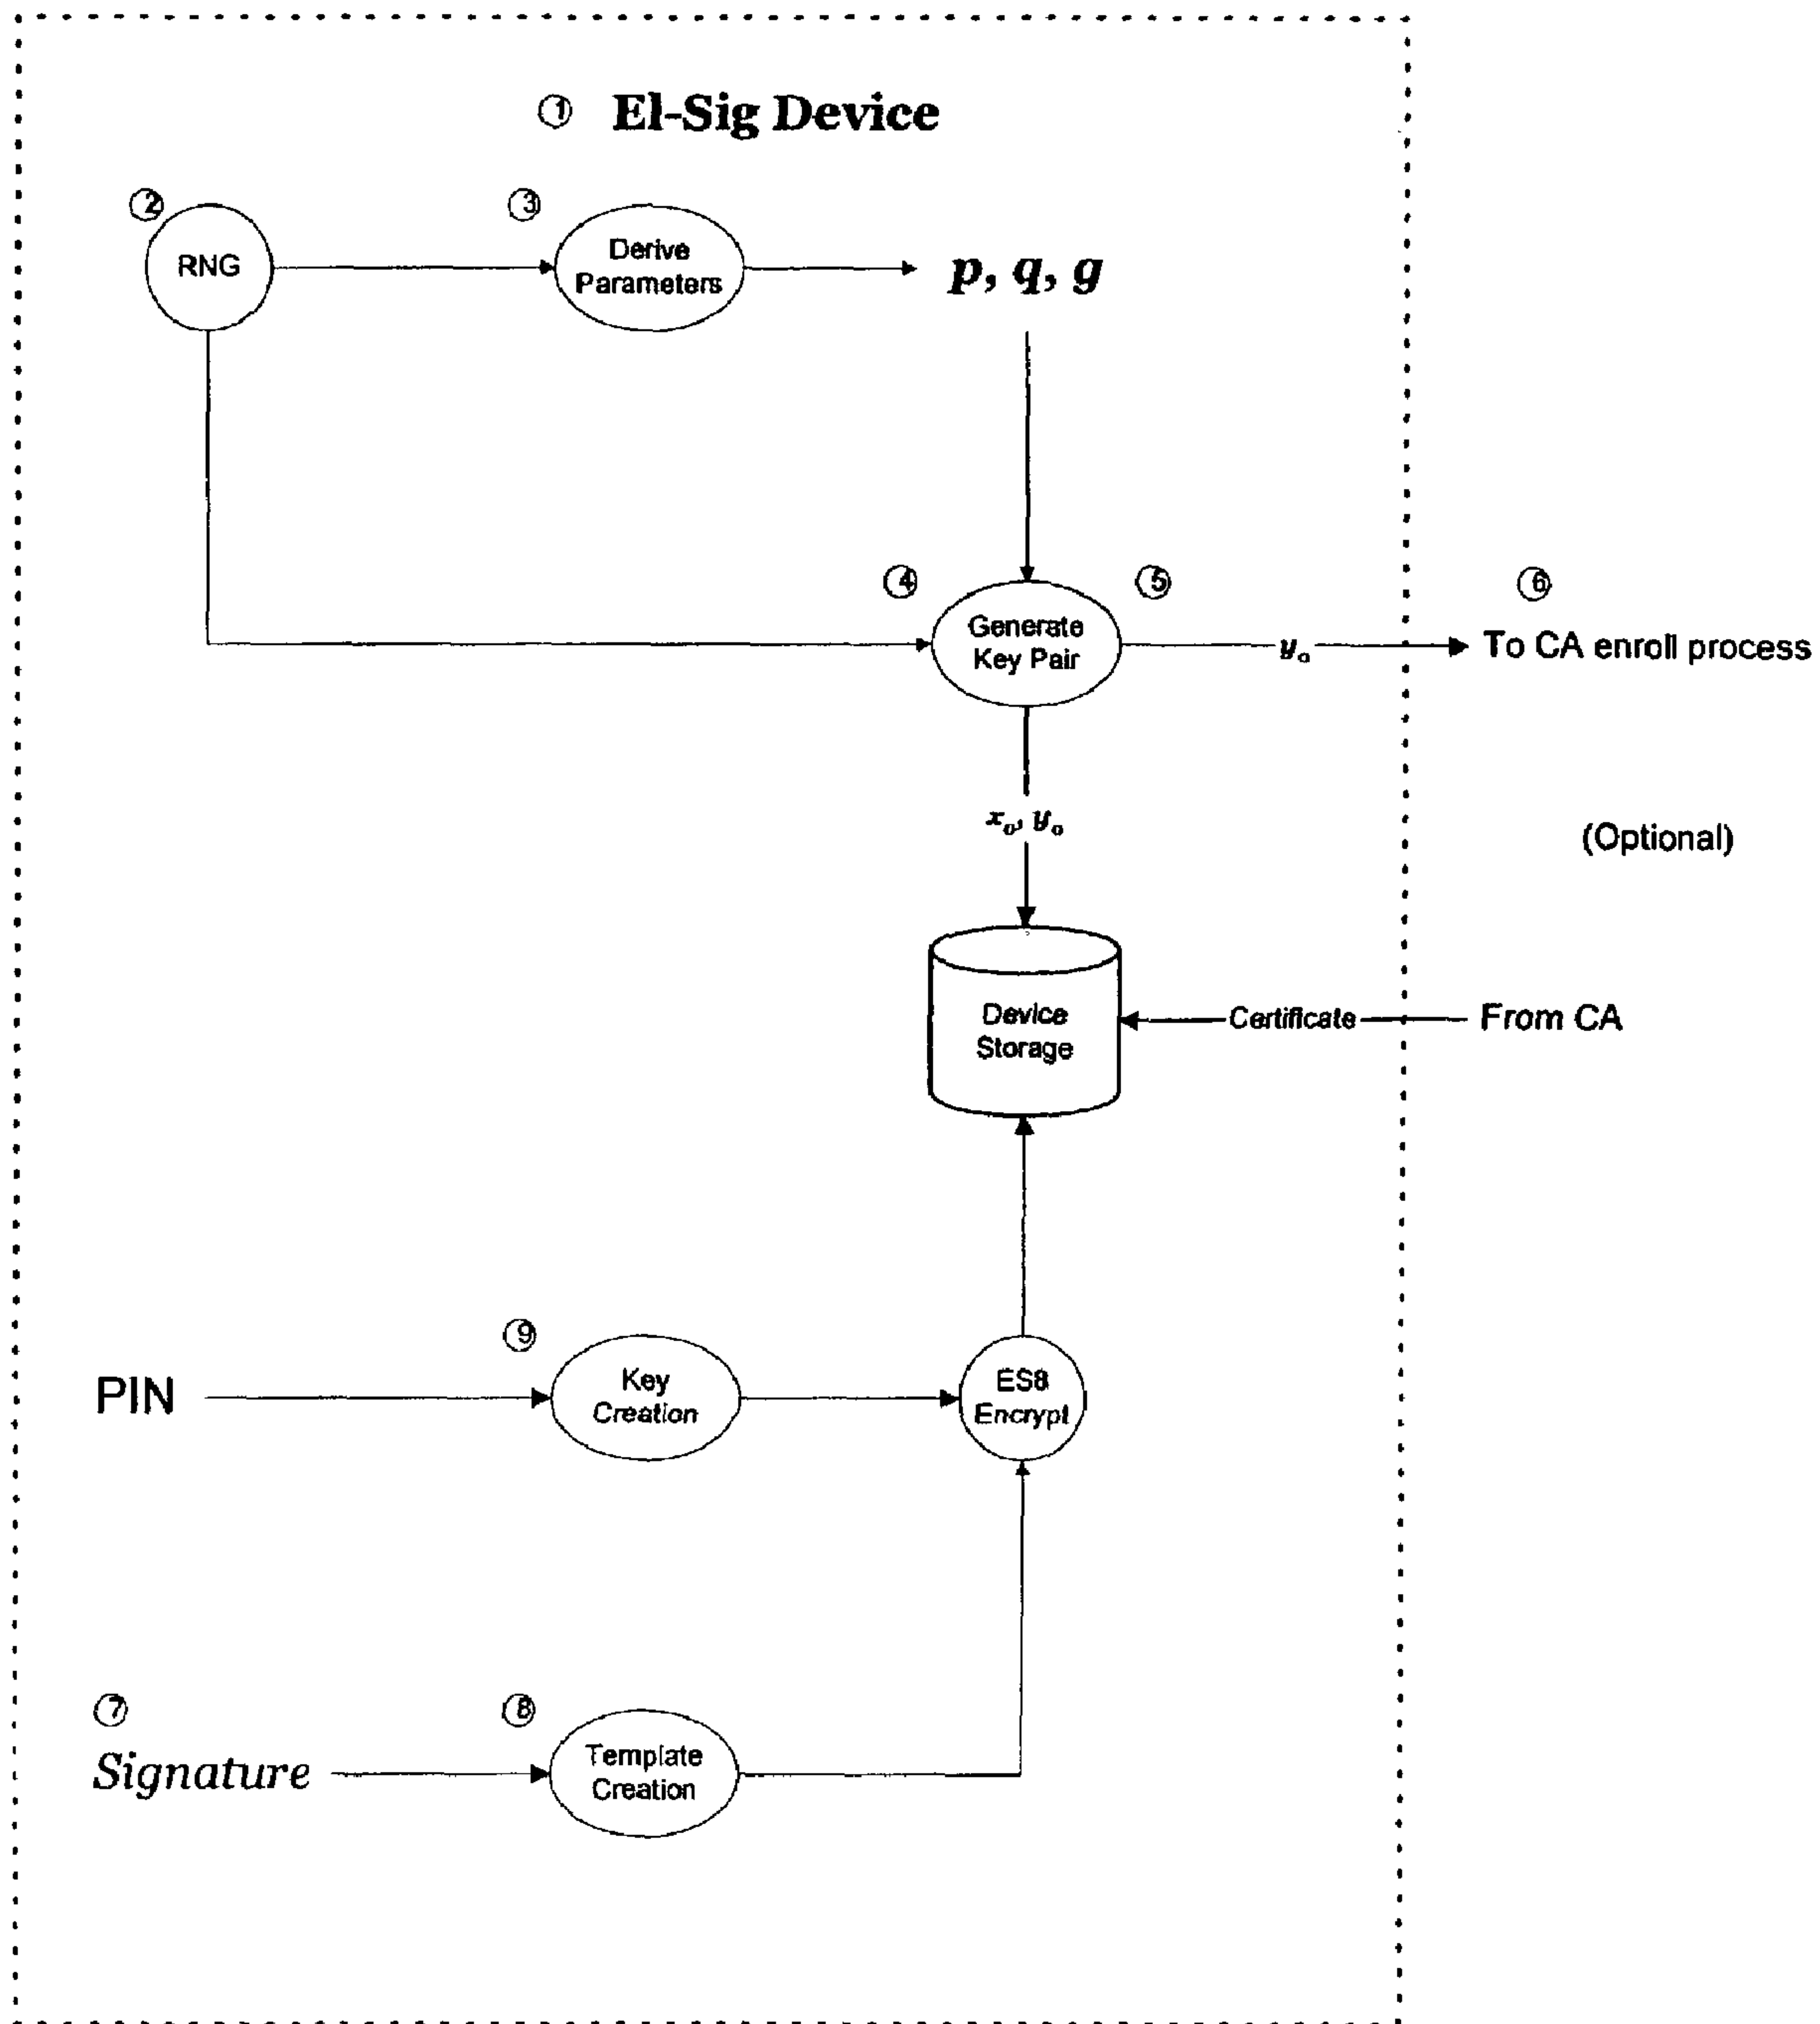 ① El-Sig Device
② ③
RNG
Derive
Parameters
p, q, g
④ ⑤ ⑥
Generate
Key Pair
yₒ
To CA enroll process
xₒ, yₒ
(Optional)
Device
Storage
Certificate
From CA
⑨
PIN
Key
Creation
ES8
Encrypt
⑦ ⑧
Signature
Template
Creation